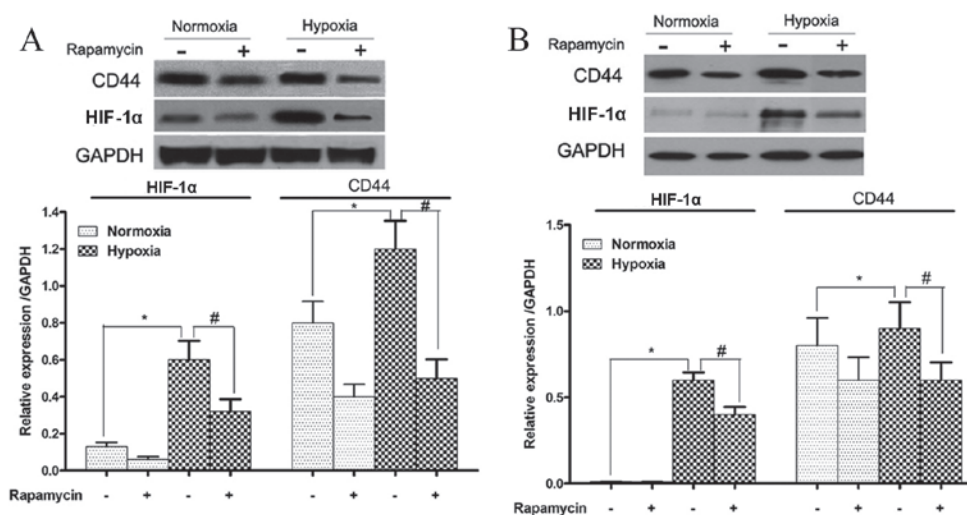 A
Normoxia Hypoxia
Rapamycin - + - +
CD44
HIF-1α
GAPDH
HIF-1α CD44
Relative expression /GAPDH
1.4
1.2
1.0
0.8
0.6
0.4
0.2
0.0
Normoxia
Hypoxia
* # * #
Rapamycin - + - + - + - +
B
Normoxia Hypoxia
Rapamycin - + - +
CD44
HIF-1α
GAPDH
HIF-1α CD44
Relative expression /GAPDH
1.5
1.0
0.5
0.0
Normoxia
Hypoxia
* # * #
Rapamycin - + - + - + - +